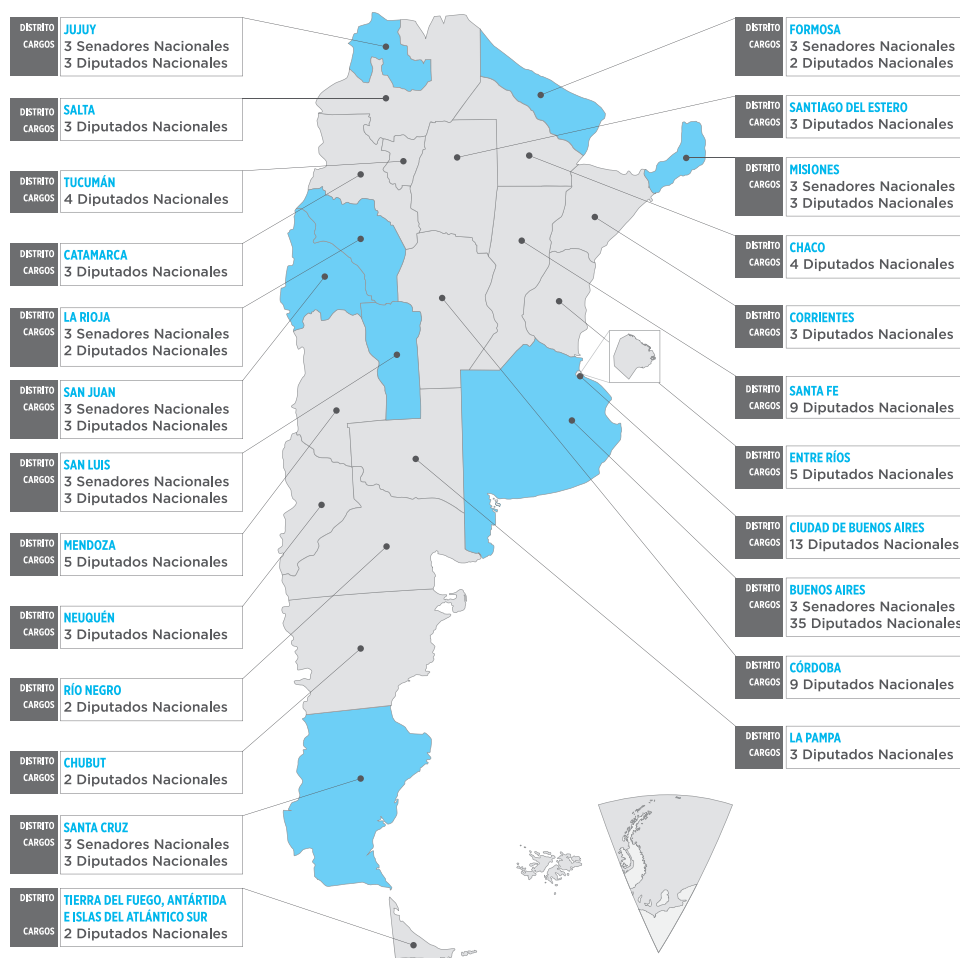 DISTRITO JUJUY
CARGOS 3 Senadores Nacionales
3 Diputados Nacionales
DISTRITO SALTA
CARGOS 3 Diputados Nacionales
DISTRITO TUCUMÁN
CARGOS 4 Diputados Nacionales
DISTRITO CATAMARCA
CARGOS 3 Diputados Nacionales
DISTRITO LA RIOJA
CARGOS 3 Senadores Nacionales
2 Diputados Nacionales
DISTRITO SAN JUAN
CARGOS 3 Senadores Nacionales
3 Diputados Nacionales
DISTRITO SAN LUIS
CARGOS 3 Senadores Nacionales
3 Diputados Nacionales
DISTRITO MENDOZA
CARGOS 5 Diputados Nacionales
DISTRITO NEUQUÉN
CARGOS 3 Diputados Nacionales
DISTRITO RÍO NEGRO
CARGOS 2 Diputados Nacionales
DISTRITO CHUBUT
CARGOS 2 Diputados Nacionales
DISTRITO SANTA CRUZ
CARGOS 3 Senadores Nacionales
3 Diputados Nacionales
DISTRITO TIERRA DEL FUEGO, ANTÁRTIDA
E ISLAS DEL ATLÁNTICO SUR
CARGOS 2 Diputados Nacionales
DISTRITO FORMOSA
CARGOS 3 Senadores Nacionales
2 Diputados Nacionales
DISTRITO SANTIAGO DEL ESTERO
CARGOS 3 Diputados Nacionales
DISTRITO MISIONES
CARGOS 3 Senadores Nacionales
3 Diputados Nacionales
DISTRITO CHACO
CARGOS 4 Diputados Nacionales
DISTRITO CORRIENTES
CARGOS 3 Diputados Nacionales
DISTRITO SANTA FE
CARGOS 9 Diputados Nacionales
DISTRITO ENTRE RÍOS
CARGOS 5 Diputados Nacionales
DISTRITO CIUDAD DE BUENOS AIRES
CARGOS 13 Diputados Nacionales
DISTRITO BUENOS AIRES
CARGOS 3 Senadores Nacionales
35 Diputados Nacionales
DISTRITO CÓRDOBA
CARGOS 9 Diputados Nacionales
DISTRITO LA PAMPA
CARGOS 3 Diputados Nacionales